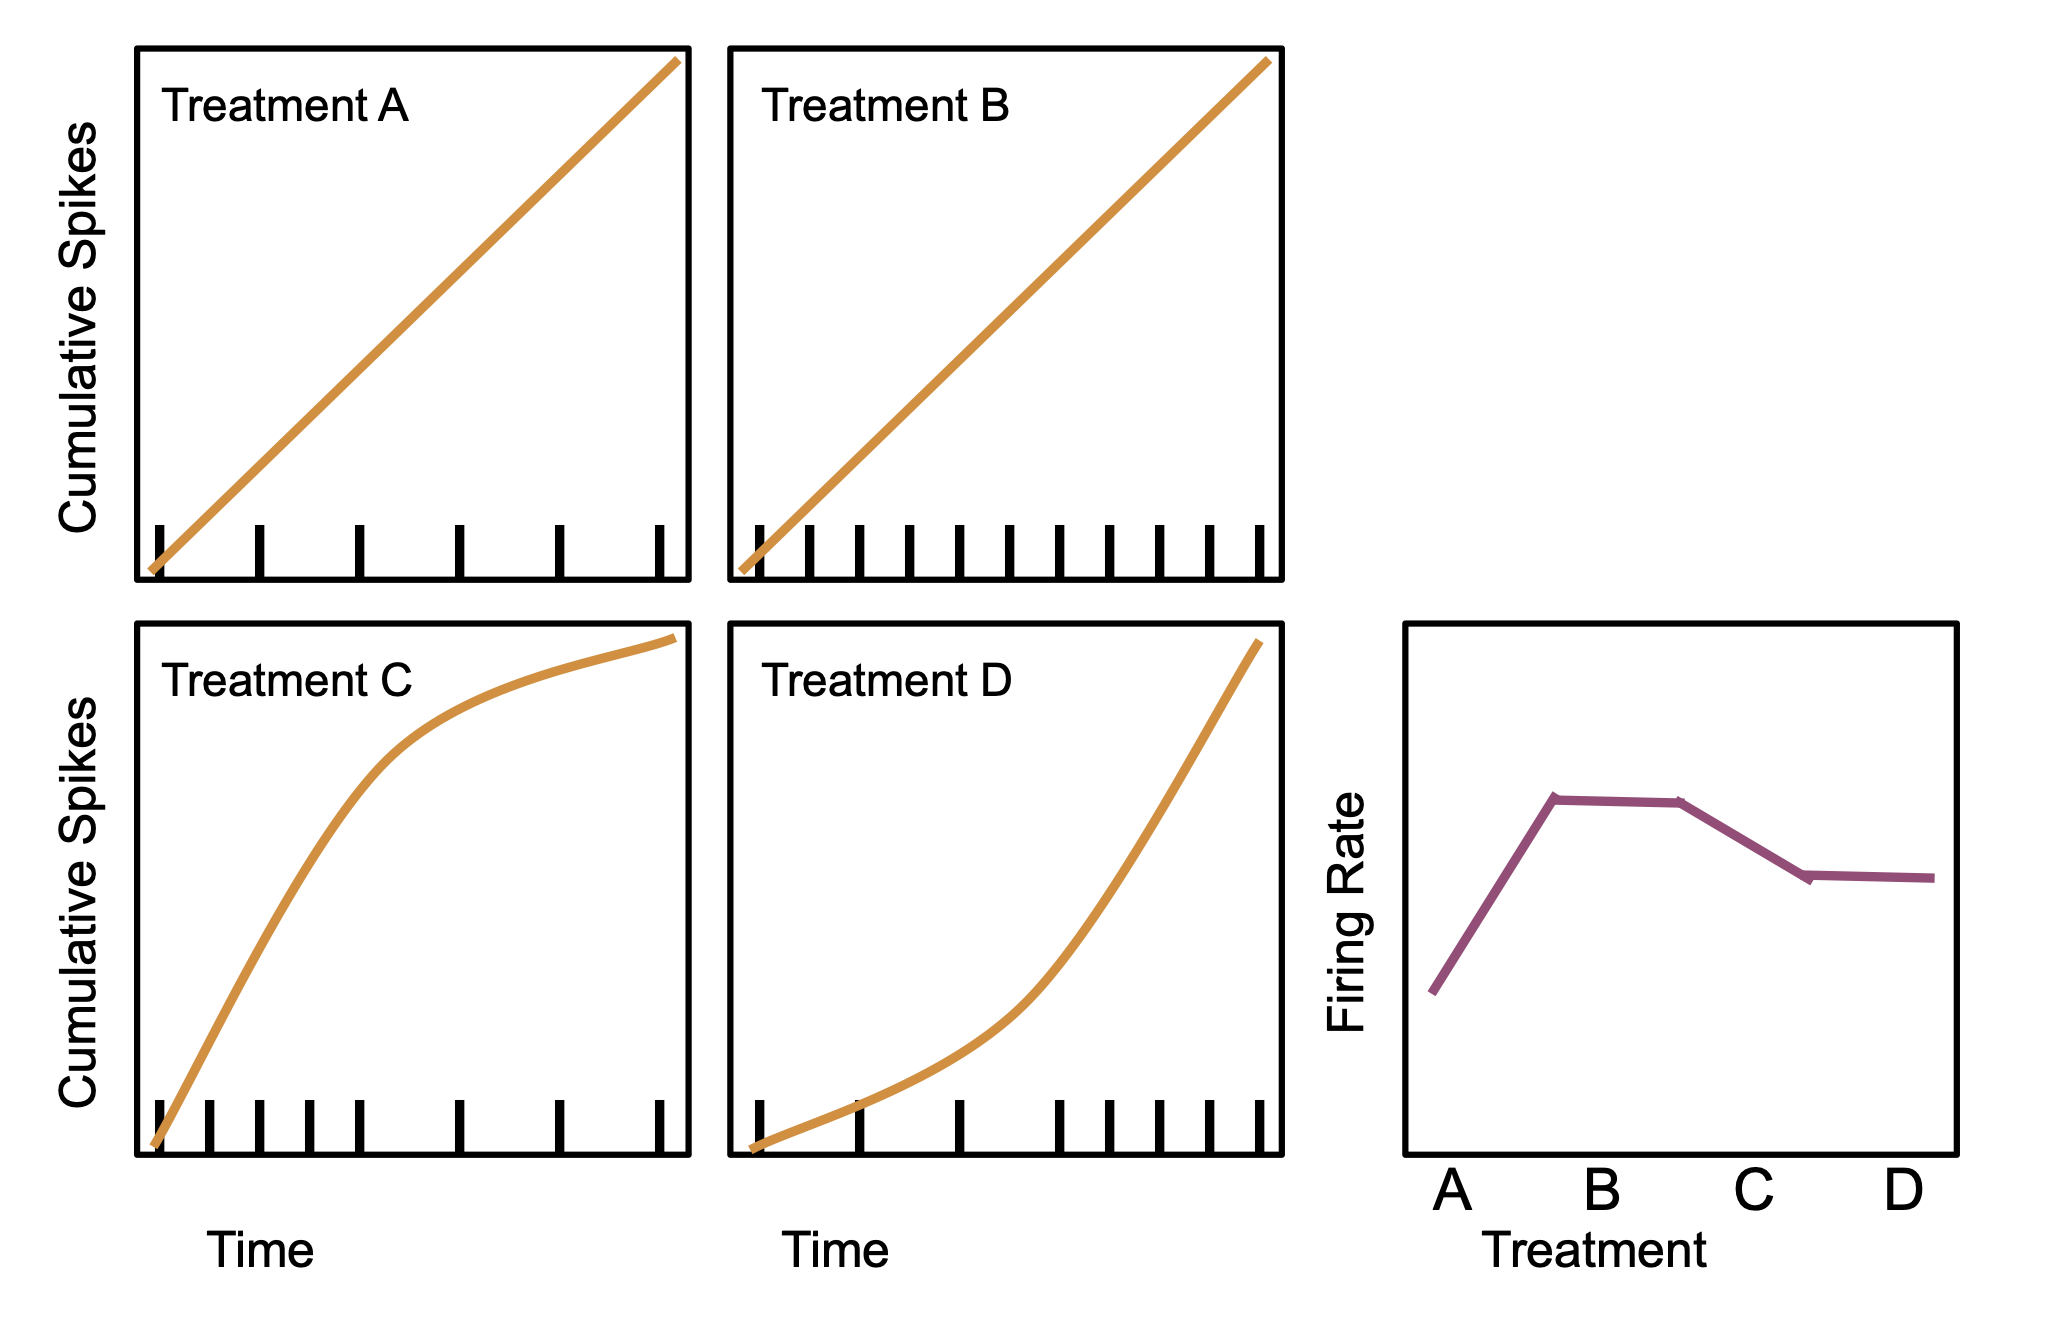 Treatment A
Treatment B
Cumulative Spikes
Treatment C
Treatment D
Cumulative Spikes
Firing Rate
A B C D
Time
Time
Treatment